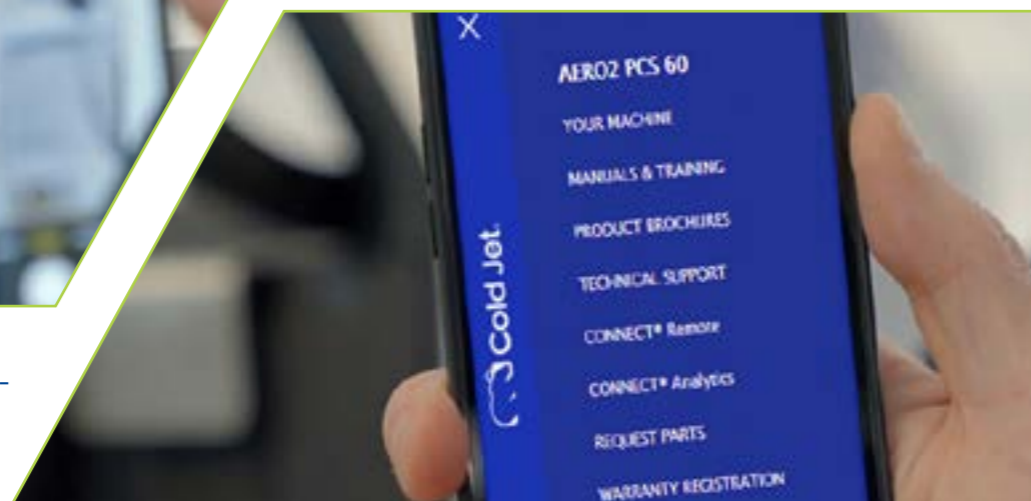 X
AERO2 PCS 60
YOUR MACHINE
MANUALS & TRAINING
PRODUCT BROCHURES
TECHNICAL SUPPORT
CONNECT® Remote
CONNECT® Analytics
REQUEST PARTS
WARRANTY REGISTRATION
Cold Jet